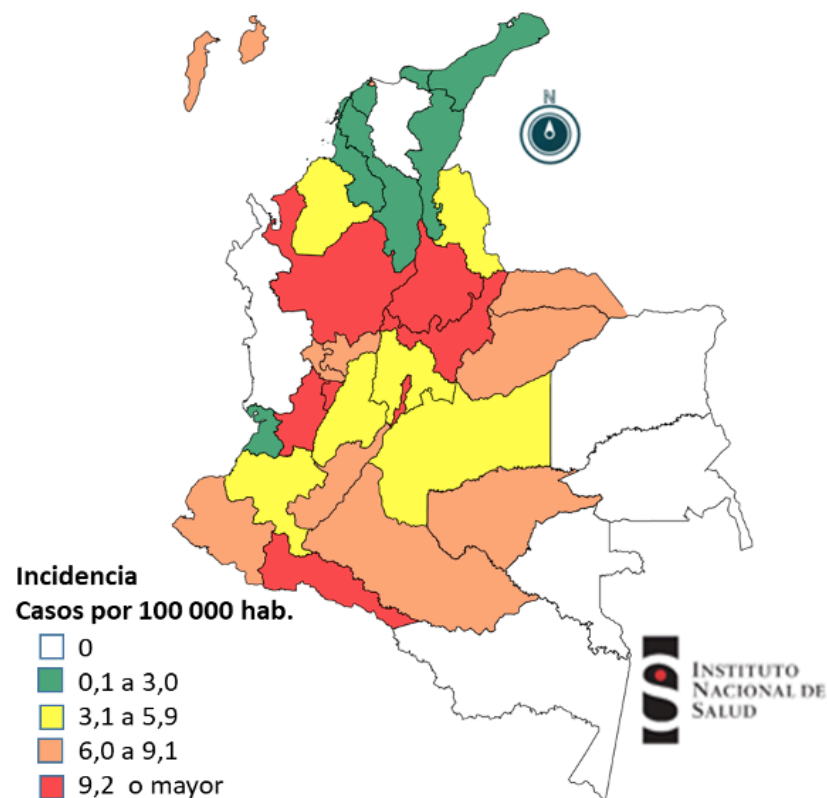 N
Incidencia
Casos por 100 000 hab.
0
0,1 a 3,0
3,1 a 5,9
6,0 a 9,1
9,2 o mayor
INSTITUTO
NACIONAL DE
SALUD